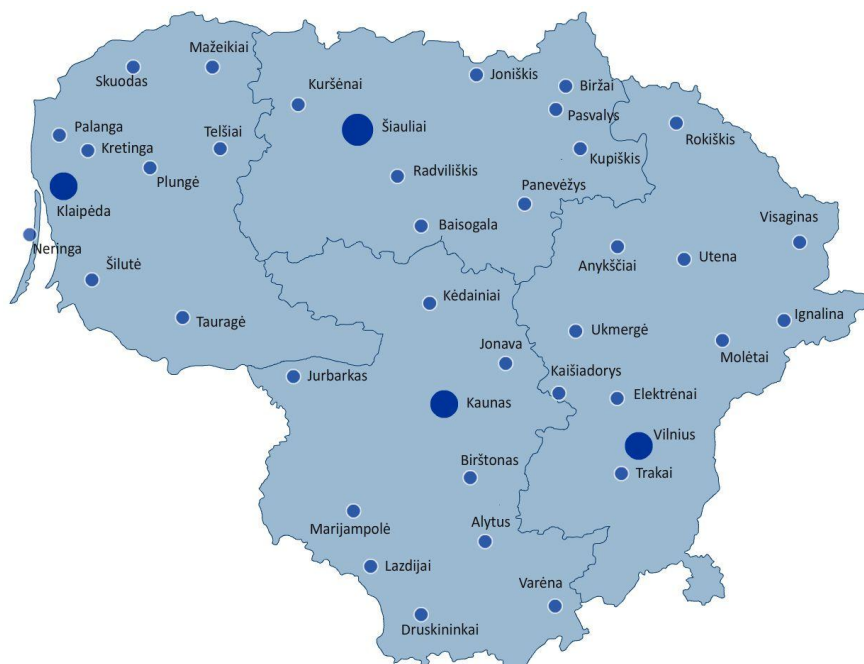 Mažeikiai
Skuodas
Joniškis
Kuršėnai
Biržai
Pasvalys
Palanga
Telšiai
Šiauliai
Rokiškis
Kretinga
Kupiškis
Plungė
Radviliškis
Panevėžys
Klaipėda
Visaginas
Baisogala
Neringa
Anykščiai
Utena
Šilutė
Kėdainiai
Ignalina
Tauragė
Ukmergė
Jonava
Molėtai
Jurbarkas
Kaišiadorys
Elektrėnai
Kaunas
Vilnius
Birštonas
Trakai
Marijampolė
Alytus
Lazdijai
Varėna
Druskininkai